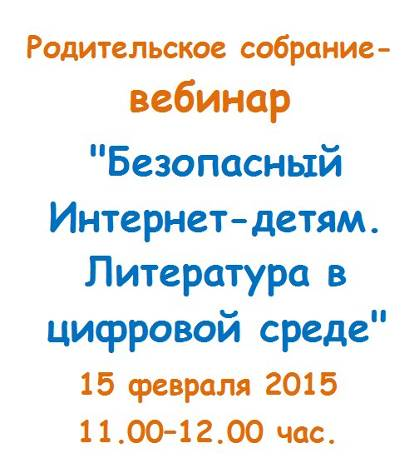 Родительское собрание-
вебинар
"Безопасный
Интернет-детям.
Литература в
цифровой среде"
15 февраля 2015
11.00–12.00 час.